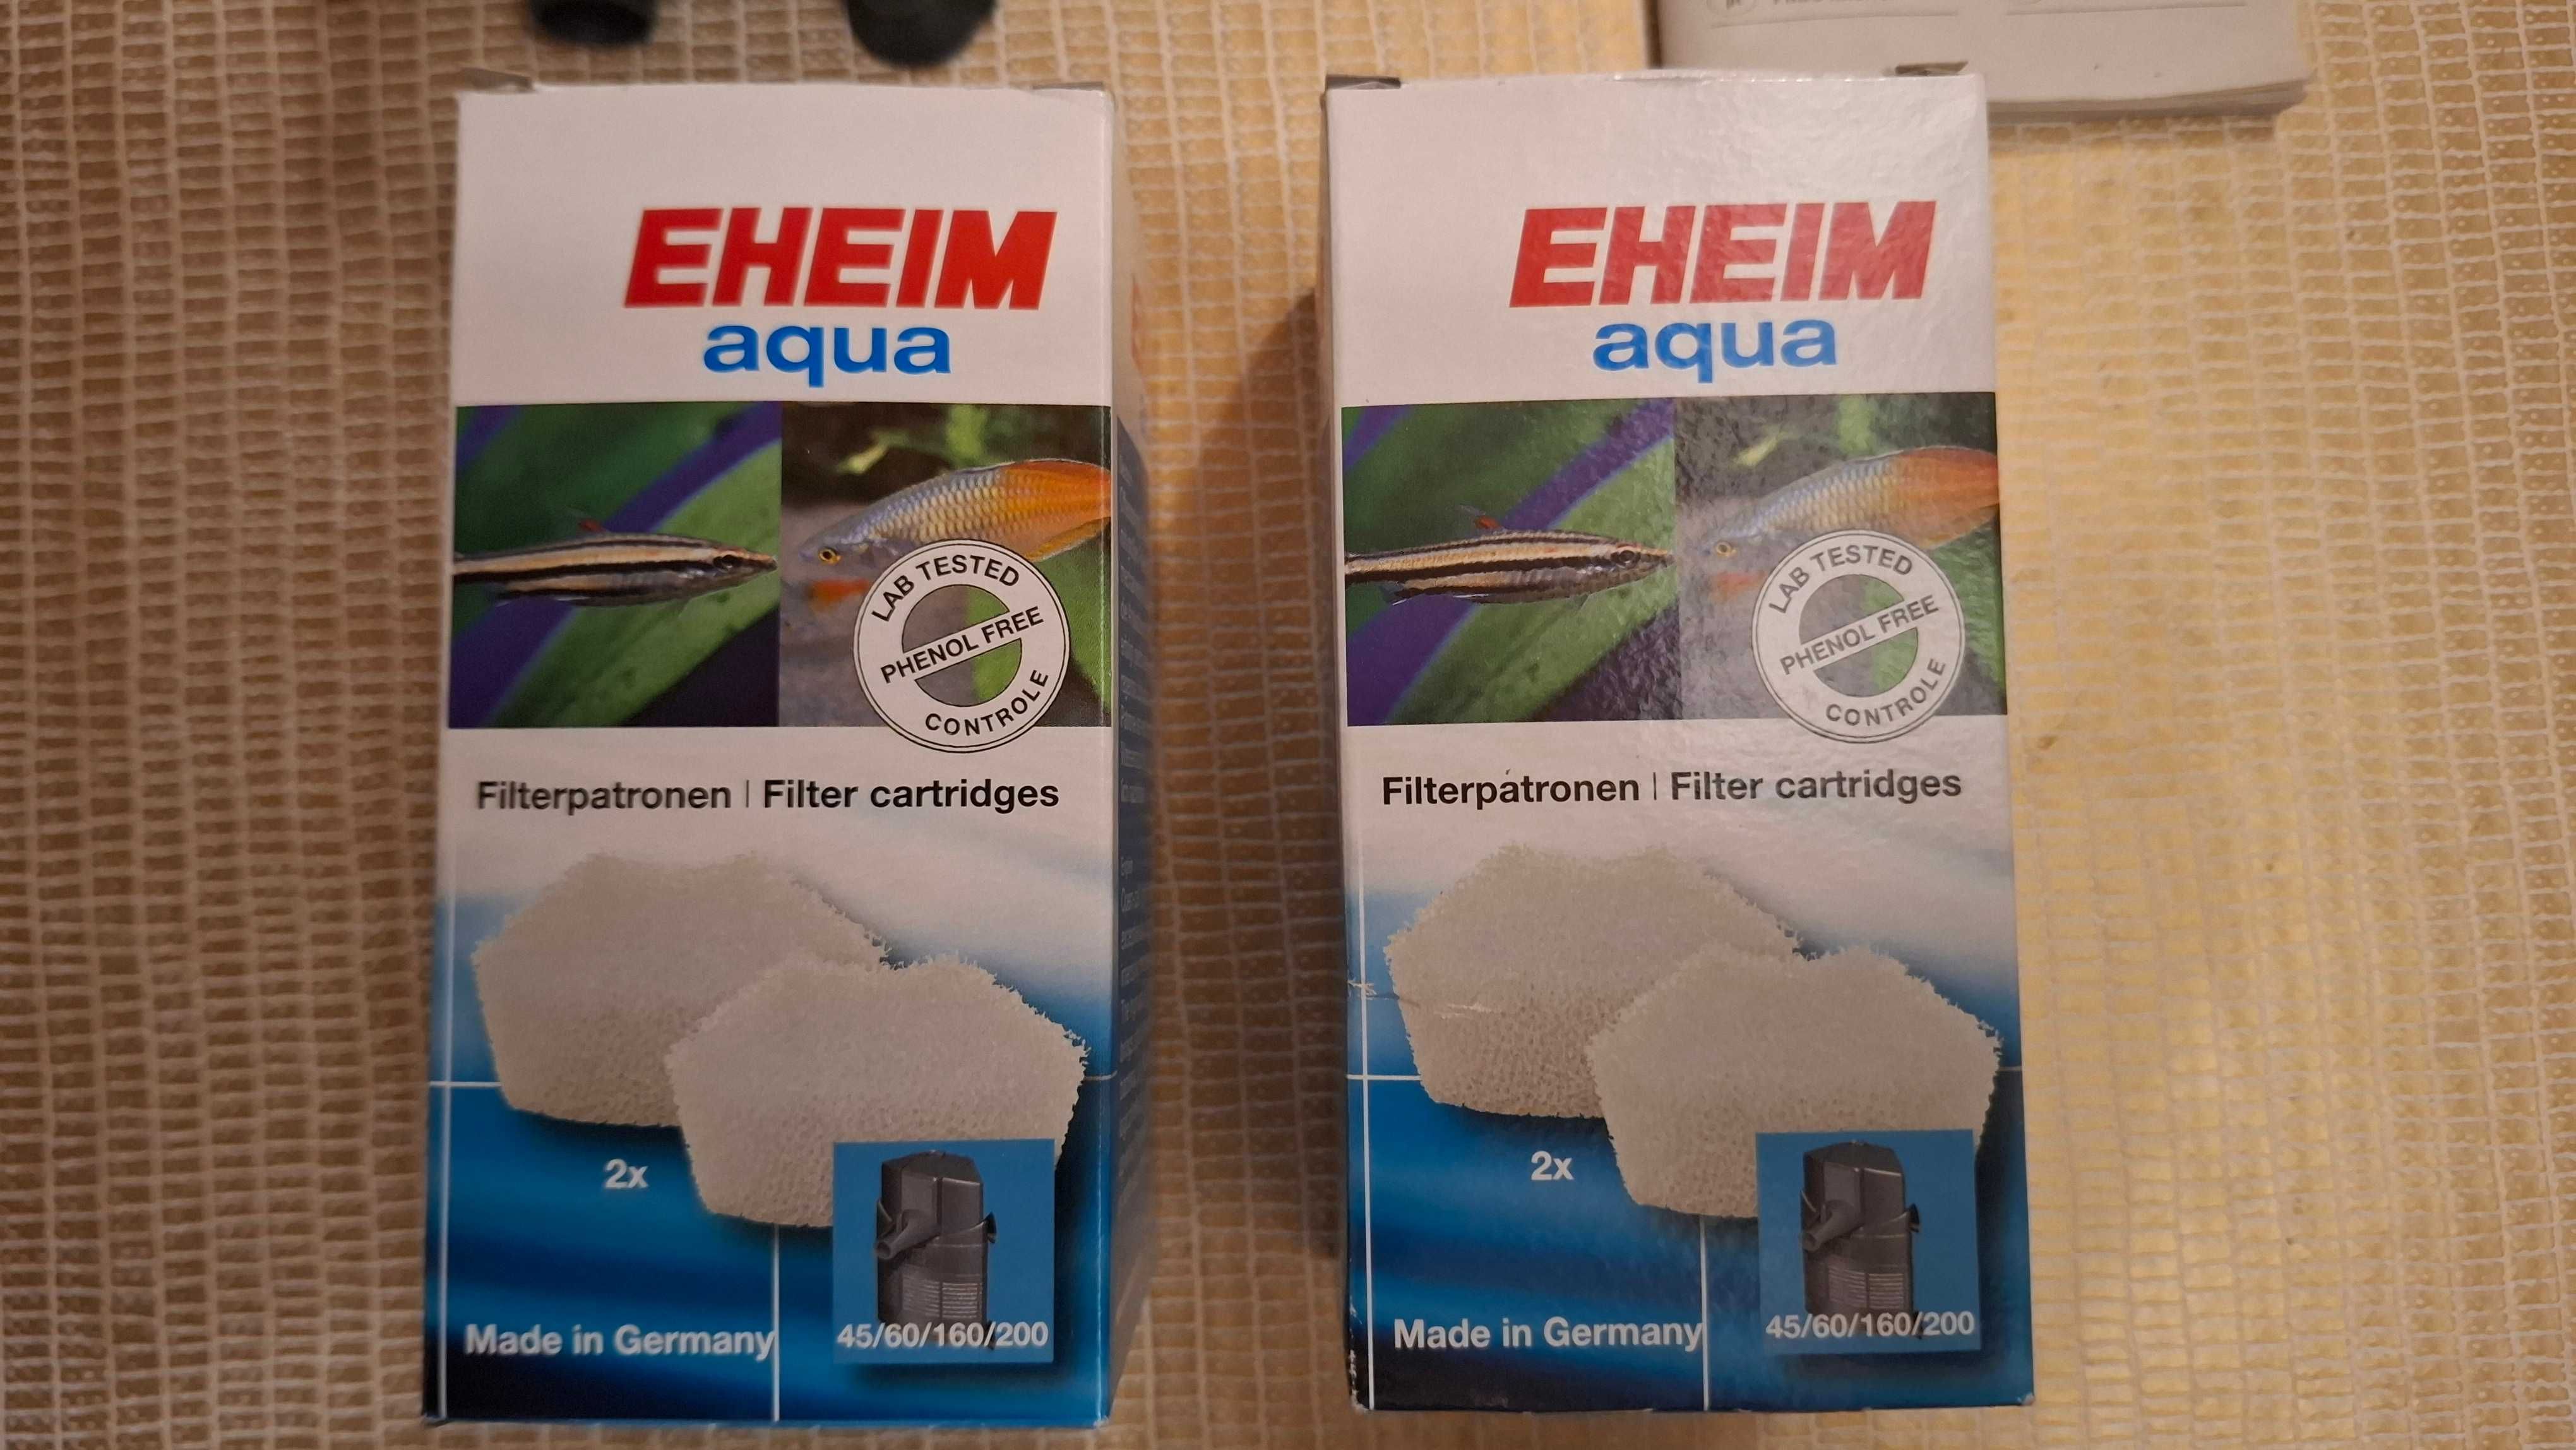 EHEIM
aqua
LAB TESTED
PHENOL FREE
CONTROLE
Filterpatronen | Filter cartridges
2x
Made in Germany
45/60/160/200
EHEIM
aqua
LAB TESTED
PHENOL FREE
CONTROLE
Filterpatronen | Filter cartridges
2x
Made in Germany
45/60/160/200